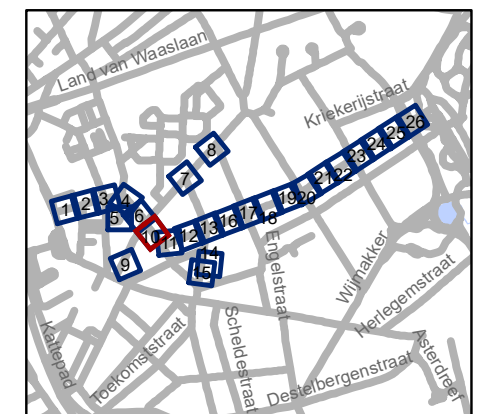 Land van Waaslaan
Kriekerijstraat
26
25
24
23
22
21
20
19
8
7
1
2
3
4
5
6
10
11
12
13
16
17
18
9
14
15
Engelstraat
Wijmakker
Herlegemstraat
Kattepad
Toekomststraat
Scheldestraat
Destelbergenstraat
Asterdreef